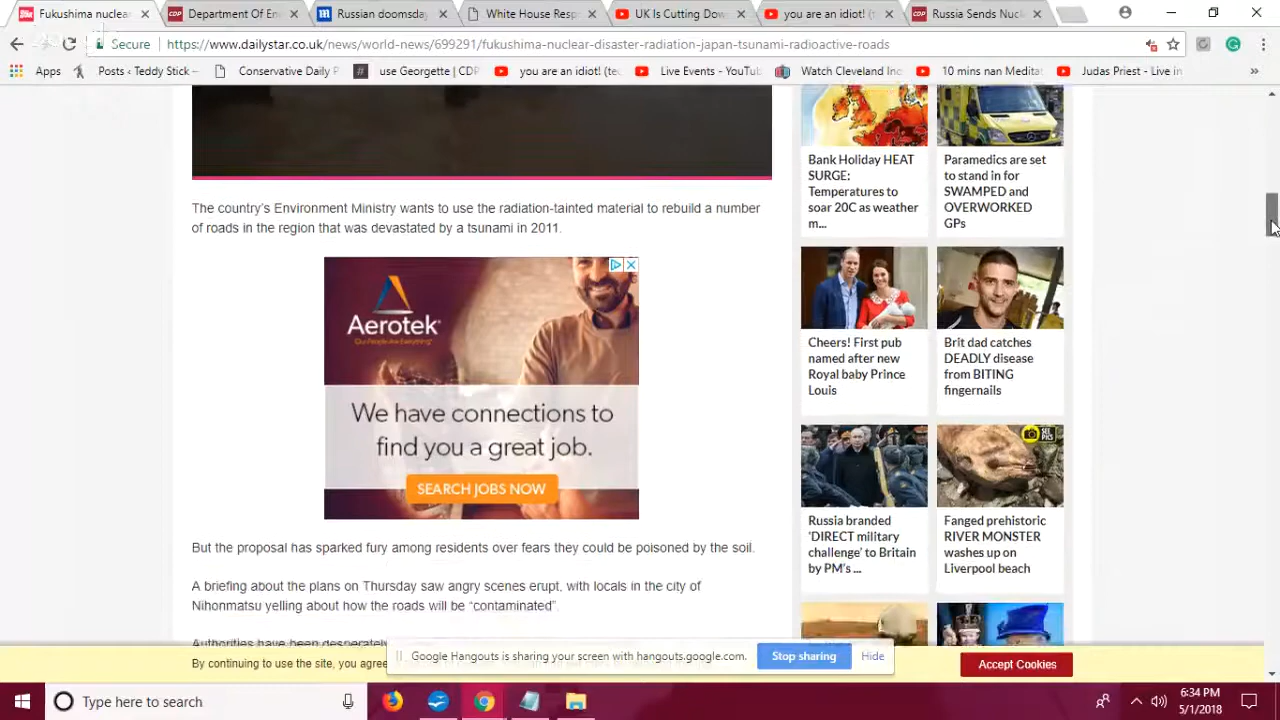 Fukushima nuclear
Department Of En
Russian doomsday
White House Resp
UK Is Cutting Dow
you are an idiot! (t
Russia Sends Nucl
Secure
https://www.dailystar.co.uk/news/world-news/699291/fukushima-nuclear-disaster-radiation-japan-tsunami-radioactive-roads
Apps
Posts ‹ Teddy Stick —
Conservative Daily P
use Georgette | CDP
you are an idiot! (tec
Live Events - YouTub
Watch Cleveland Inc
10 mins nan Meditat
Judas Priest - Live in
The country's Environment Ministry wants to use the radiation-tainted material to rebuild a number
of roads in the region that was devastated by a tsunami in 2011.
Aerotek
Our People Are Everything
We have connections to
find you a great job.
SEARCH JOBS NOW
But the proposal has sparked fury among residents over fears they could be poisoned by the soil.
A briefing about the plans on Thursday saw angry scenes erupt, with locals in the city of
Nihonmatsu yelling about how the roads will be “contaminated”.
Authorities have been desperately
Bank Holiday HEAT
SURGE:
Temperatures to
soar 20C as weather
m...
Paramedics are set
to stand in for
SWAMPED and
OVERWORKED
GPs
Cheers! First pub
named after new
Royal baby Prince
Louis
Brit dad catches
DEADLY disease
from BITING
fingernails
Russia branded
'DIRECT military
challenge' to Britain
by PM's ...
SEE
PICS
Fanged prehistoric
RIVER MONSTER
washes up on
Liverpool beach
By continuing to use the site, you agree
Google Hangouts is sharing your screen with hangouts.google.com.
Stop sharing
Hide
Accept Cookies
Type here to search
6:34 PM
5/1/2018